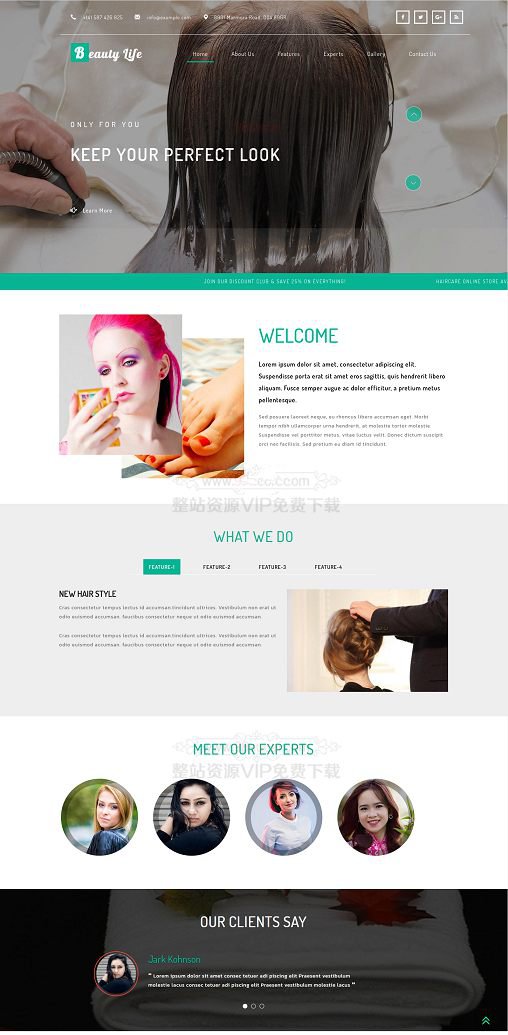 +141 597 426 825 info@example.com 8901 Marmora Road, DO4 89GR
Beauty Life
Home About Us Features Experts Gallery Contact Us
ONLY FOR YOU
KEEP YOUR PERFECT LOOK
Learn More
JOIN OUR DISCOUNT CLUB & SAVE 25% ON EVERYTHING! HAIRCARE ONLINE STORE AV
WELCOME
Lorem ipsum dolor sit amet, consectetur adipiscing elit.
Suspendisse porta erat sit amet eros sagittis, quis hendrerit libero
aliquam. Fusce semper augue ac dolor efficitur, a pretium metus
pellentesque.
Sed posuere laoreet neque, eu rhoncus libero accumsan eget. Morbi
tempor nibh ullamcorper urna hendrerit, at molestie tortor molestie.
Suspendisse vel porttitor metus, vitae luctus velit. Donec dictum suscipit
orci nec facilisis. Sed pretium eu diam id tincidunt.
整站资源VIP免费下载
WHAT WE DO
FEATURE-1 FEATURE-2 FEATURE-3 FEATURE-4
NEW HAIR STYLE
Cras consectetur tempus lectus id accumsan.tincidunt ultrices. Vestibulum non erat ut
odio euismod accumsan. faucibus consectetur neque ut odio euismod accumsan.
Cras consectetur tempus lectus id accumsan.tincidunt ultrices. Vestibulum non erat ut
odio euismod accumsan. faucibus consectetur neque ut odio euismod accumsan.
MEET OUR EXPERTS
整站资源VIP免费下载
OUR CLIENTS SAY
Jark Kohnson
" Lorem ipsum dolor sit amet consec tetuer adi piscing elit Praesent vestibulum
molestie lacus consec tetuer adi piscing elit Praesent vestibulum molestie lacus "